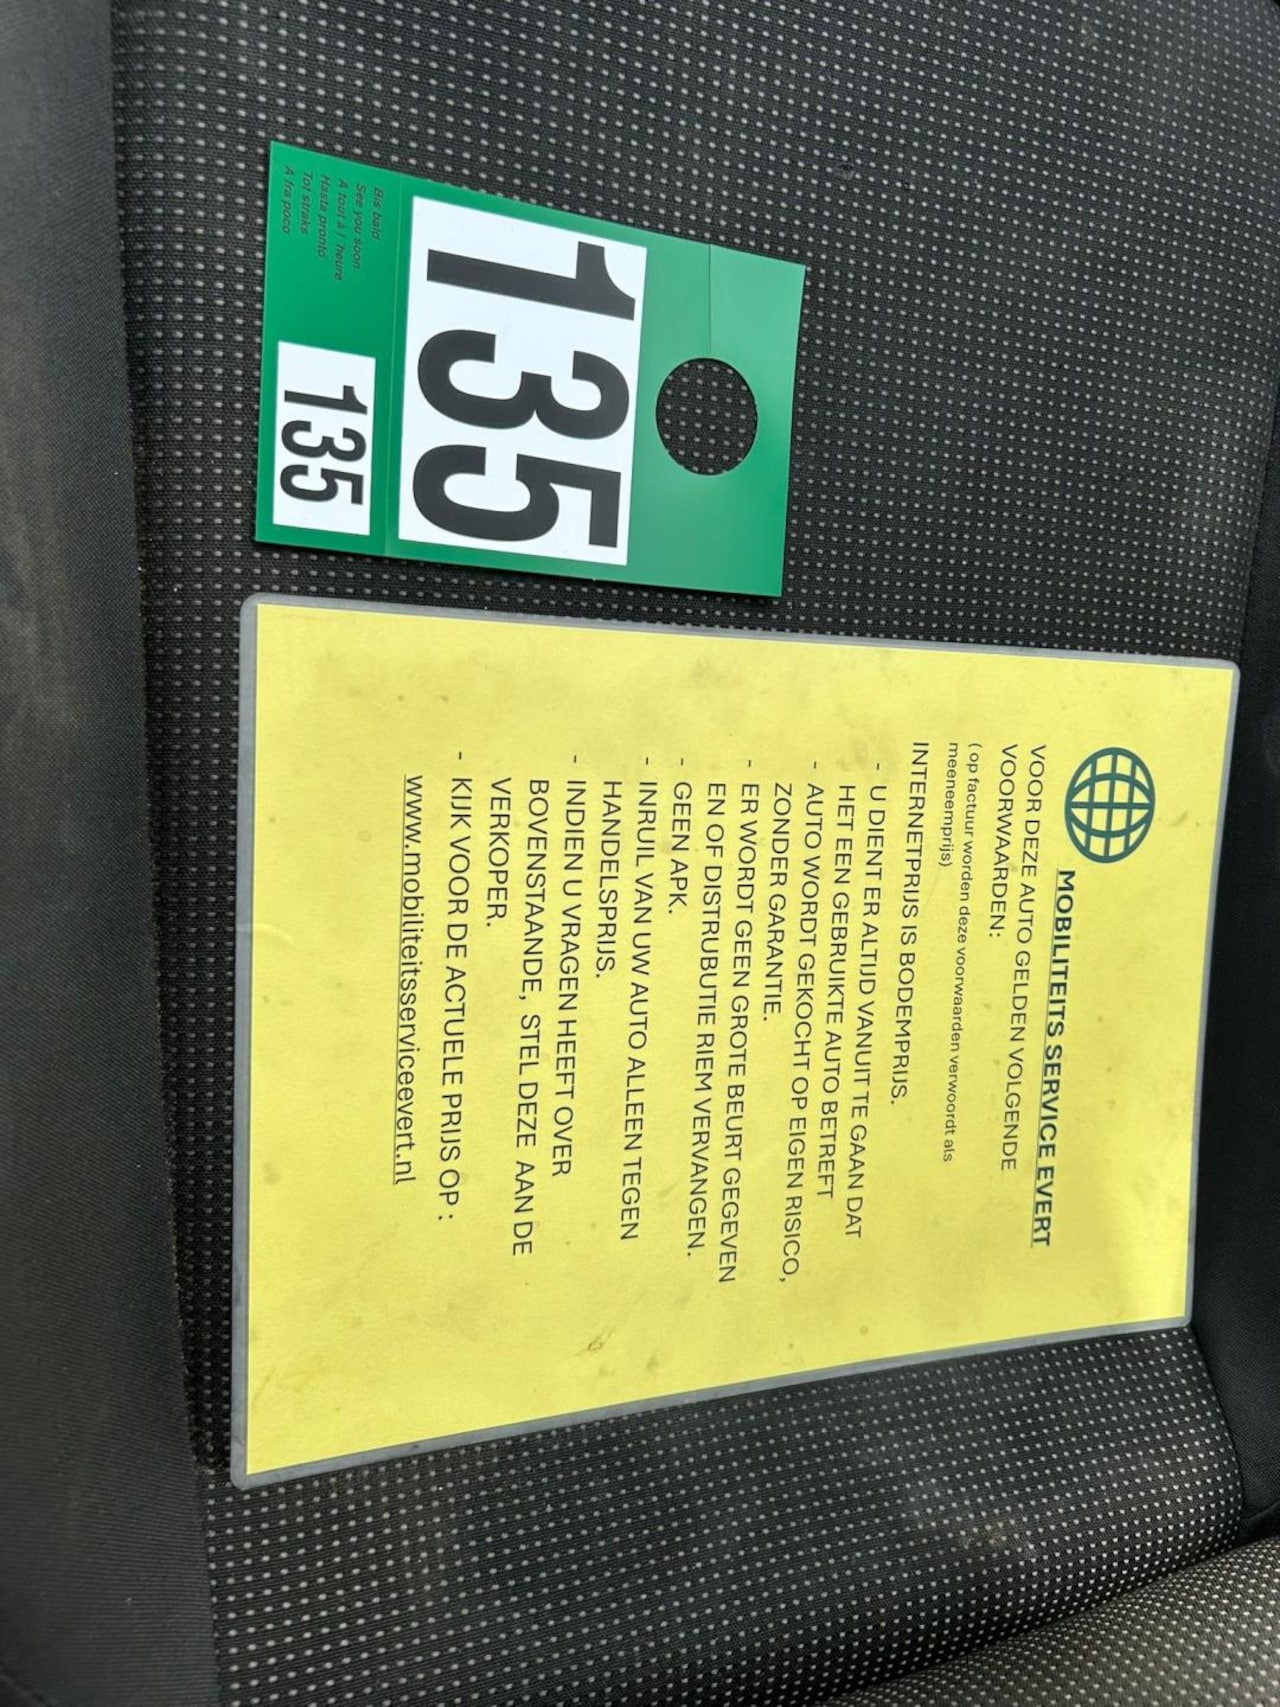 135
Bis bald
See you soon
A tout à l heure
Hasta pronto
Tot straks
A fra poco
135
MOBILITEITS SERVICE EVERT
VOOR DEZE AUTO GELDEN VOLGENDE
VOORWAARDEN:
( op factuur worden deze voorwaarden verwoordt als
meeneemprijs)
INTERNETPRIJS IS BODEMPRIJS.
- U DIENT ER ALTIJD VANUIT TE GAAN DAT
HET EEN GEBRUIKTE AUTO BETREFT
- AUTO WORDT GEKOCHT OP EIGEN RISICO,
ZONDER GARANTIE.
- ER WORDT GEEN GROTE BEURT GEGEVEN
EN OF DISTRUBUTIE RIEM VERVANGEN.
- GEEN APK.
- INRUIL VAN UW AUTO ALLEEN TEGEN
HANDELSPRIJS.
- INDIEN U VRAGEN HEEFT OVER
BOVENSTAANDE, STEL DEZE AAN DE
VERKOPER.
- KIJK VOOR DE ACTUELE PRIJS OP :
www.mobiliteitsserviceevert.nl